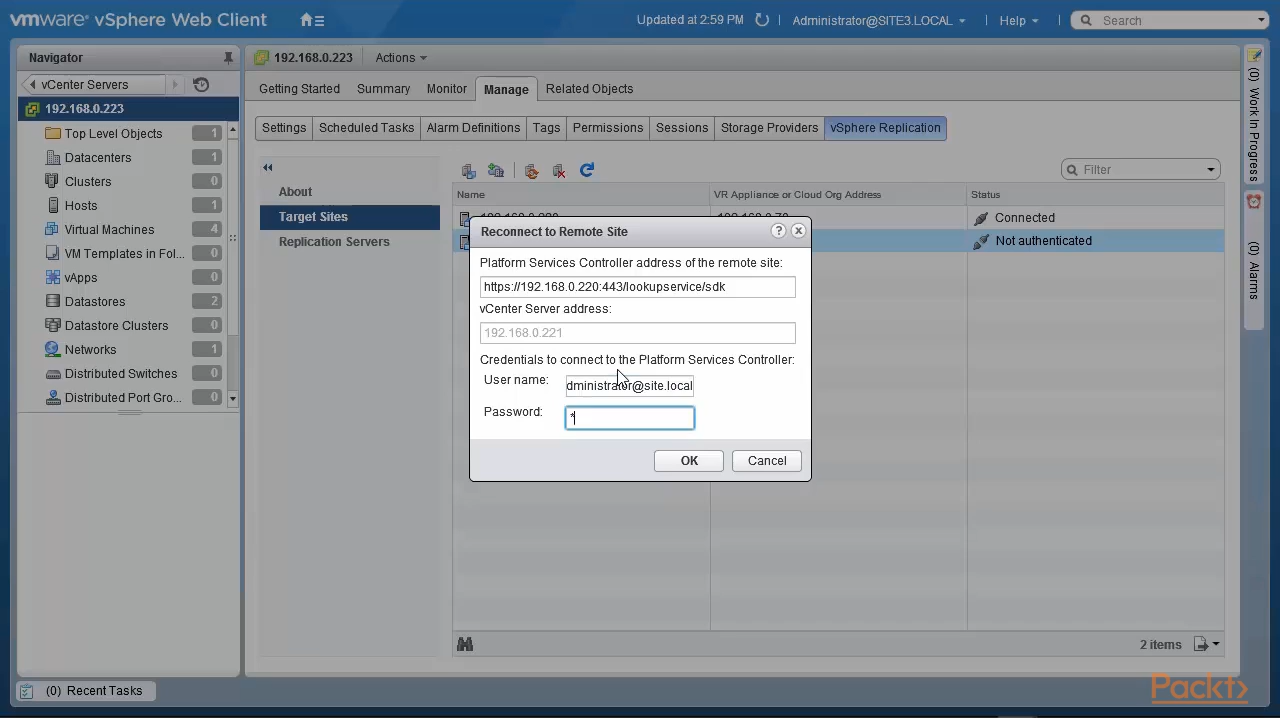 vmware® vSphere Web Client
Updated at 2:59 PM
Administrator@SITE3.LOCAL
Help
Search
Navigator
vCenter Servers
192.168.0.223
Top Level Objects 1
Datacenters 1
Clusters 0
Hosts 1
Virtual Machines 4
VM Templates in Fol... 0
vApps 0
Datastores 2
Datastore Clusters 0
Networks 1
Distributed Switches 0
Distributed Port Gro... 0
192.168.0.223 Actions
Getting Started Summary Monitor Manage Related Objects
Settings Scheduled Tasks Alarm Definitions Tags Permissions Sessions Storage Providers vSphere Replication
About
Target Sites
Replication Servers
Filter
Name VR Appliance or Cloud Org Address Status
Connected
Not authenticated
Reconnect to Remote Site
Platform Services Controller address of the remote site:
https://192.168.0.220:443/lookupservice/sdk
vCenter Server address:
192.168.0.221
Credentials to connect to the Platform Services Controller:
User name: dministrator@site.local
Password: *
OK Cancel
2 items
(0) Work In Progress
(0) Alarms
(0) Recent Tasks
Packt>